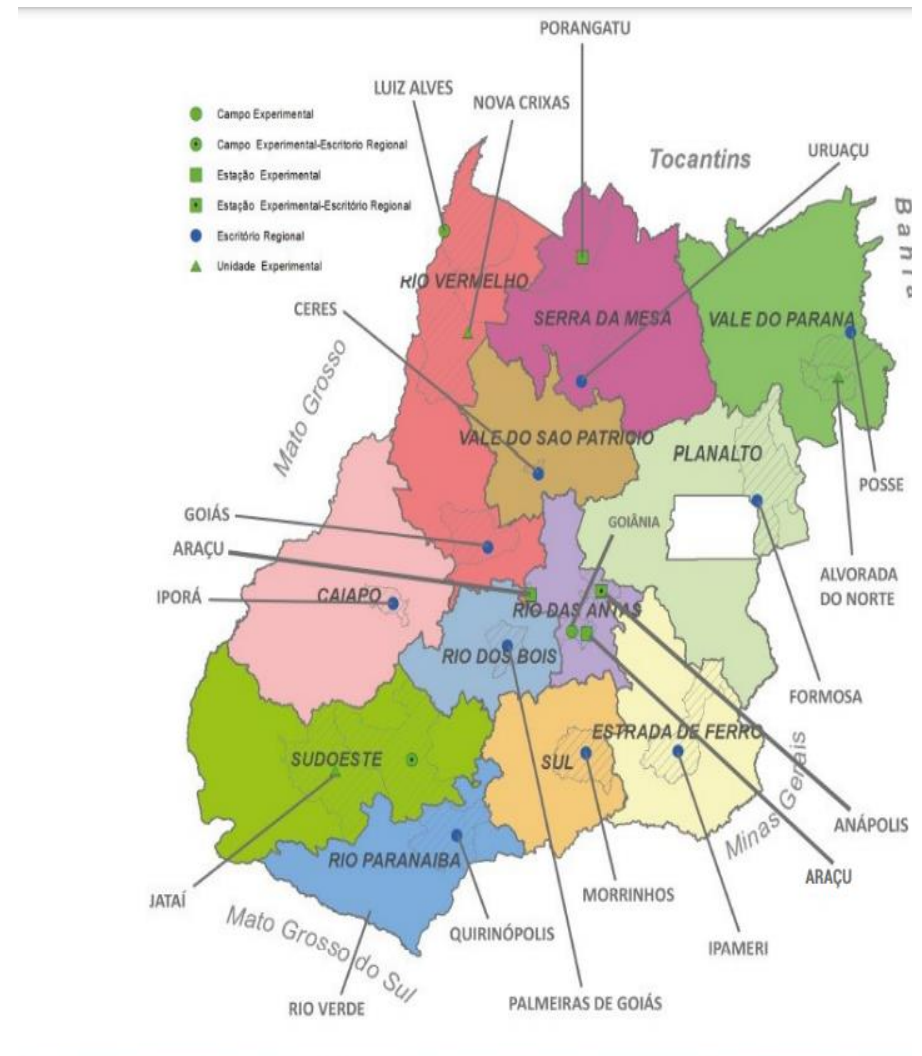 PORANGATU
LUIZ ALVES
NOVA CRIXAS
Campo Experimental
Campo Experimental-Escritorio Regional
Estação Experimental
Estação Experimental-Escritório Regional
Escritório Regional
Unidade Experimental
Tocantins
URUAÇU
Bahia
RIO VERMELHO
SERRA DA MESA
VALE DO PARANA
CERES
Mato Grosso
VALE DO SAO PATRICIO
PLANALTO
POSSE
GOIÁS
GOIÂNIA
ARAÇU
ALVORADA
DO NORTE
IPORÁ
CAIAPO
RIO DAS ANTAS
RIO DOS BOIS
FORMOSA
ESTRADA DE FERRO
SUDOESTE
SUL
Minas Gerais
ANÁPOLIS
RIO PARANAIBA
ARAÇU
MORRINHOS
JATAÍ
Mato Grosso do Sul
QUIRINÓPOLIS
IPAMERI
RIO VERDE
PALMEIRAS DE GOIÁS